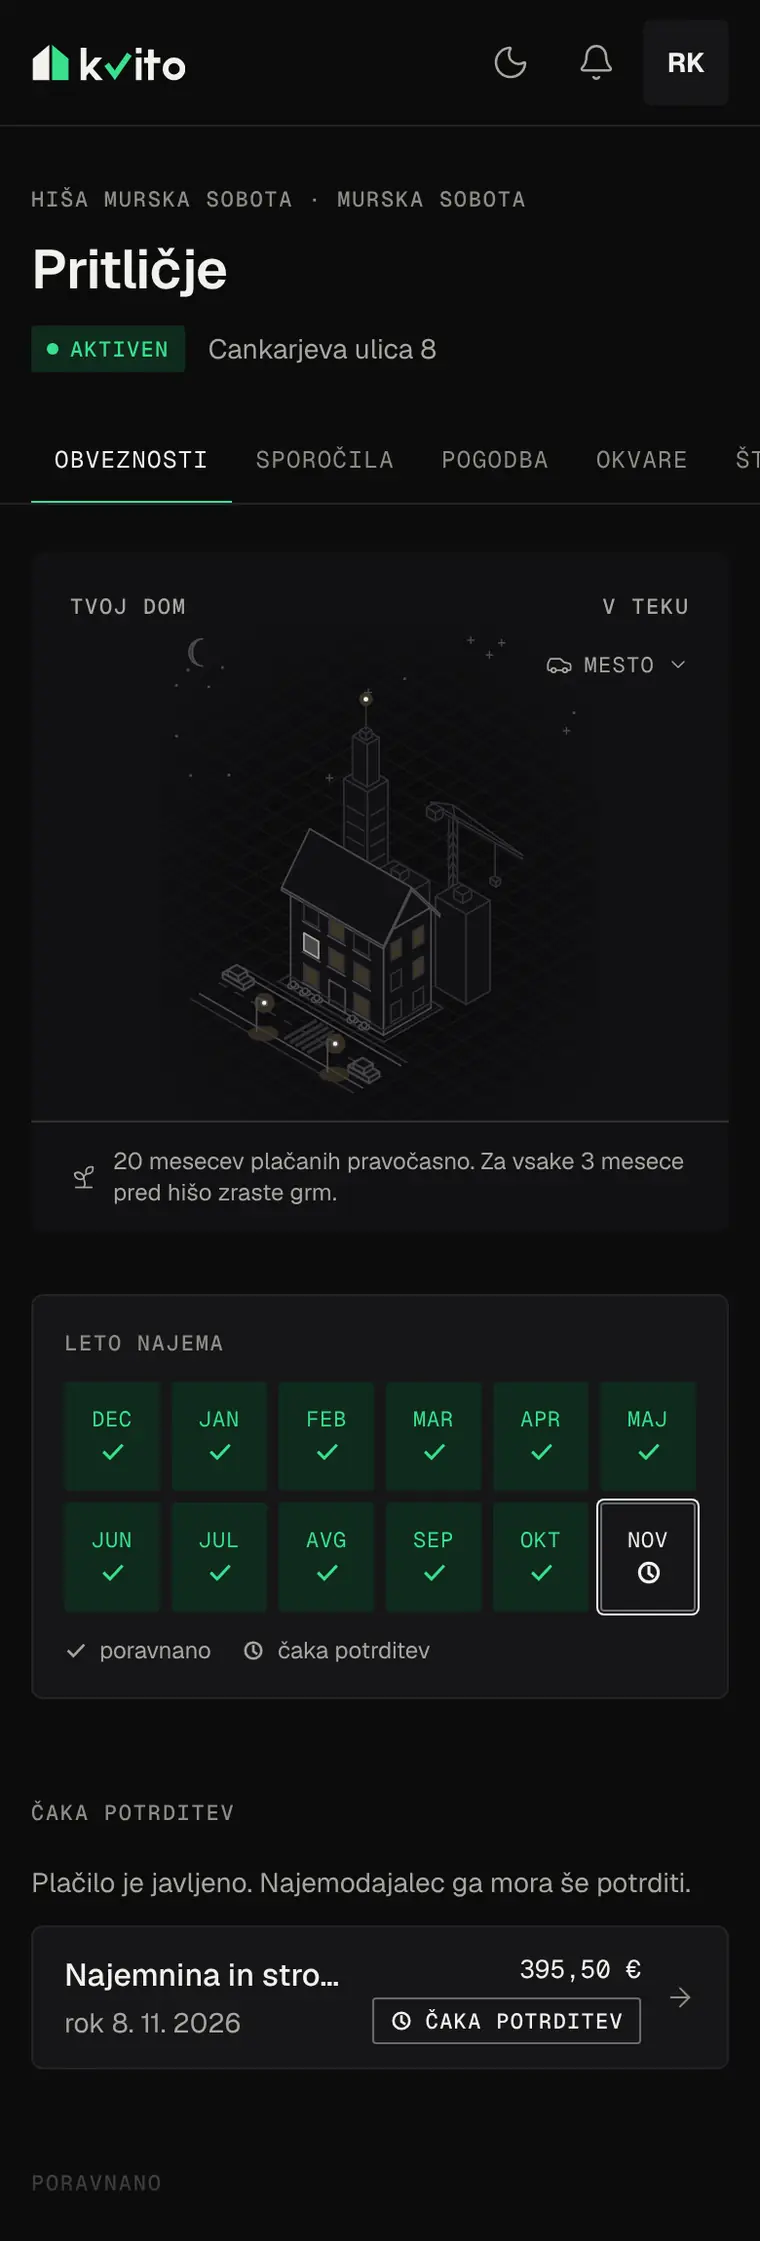 kvito
RK
HIŠA MURSKA SOBOTA · MURSKA SOBOTA
Pritličje
AKTIVEN
Cankarjeva ulica 8
OBVEZNOSTI SPOROČILA POGODBA OKVARE ŠT
TVOJ DOM
V TEKU
MESTO
20 mesecev plačanih pravočasno. Za vsake 3 mesece
pred hišo zraste grm.
LETO NAJEMA
DEC JAN FEB MAR APR MAJ
JUN JUL AVG SEP OKT NOV
poravnano čaka potrditev
ČAKA POTRDITEV
Plačilo je javljeno. Najemodajalec ga mora še potrditi.
Najemnina in stro…
395,50 €
rok 8. 11. 2026
ČAKA POTRDITEV
PORAVNANO